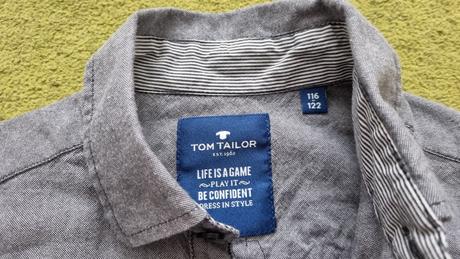 116
122
TOM TAILOR
EST. 1962
LIFE IS A GAME
PLAY IT
BE CONFIDENT
DRESS IN STYLE